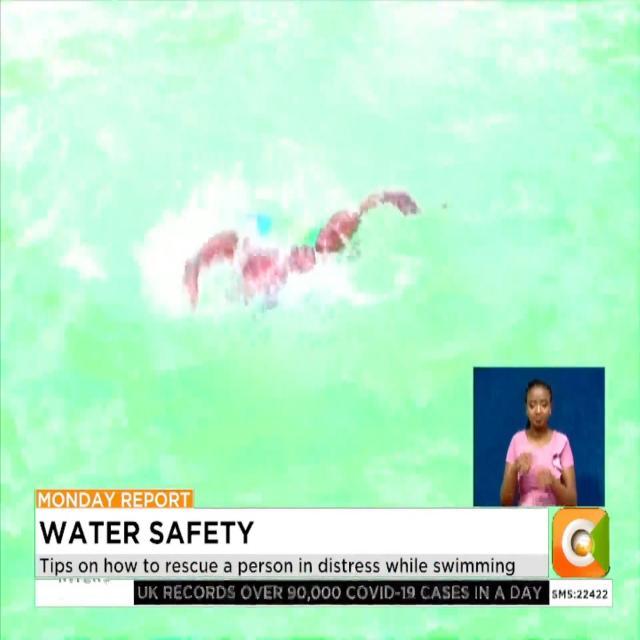 MONDAY REPORT
WATER SAFETY
Tips on how to rescue a person in distress while swimming
UK RECORDS OVER 90,000 COVID-19 CASES IN A DAY
SMS:22422